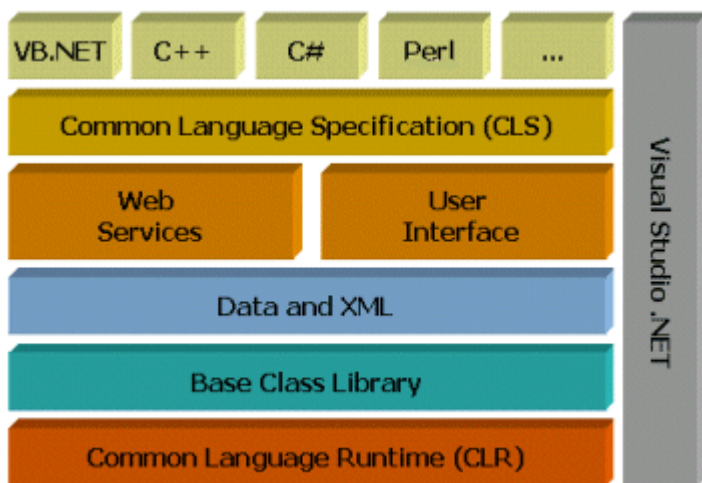 VB.NET
C++
C#
Perl
...
Common Language Specification (CLS)
Web
Services
User
Interface
Data and XML
Base Class Library
Common Language Runtime (CLR)
Visual Studio .NET